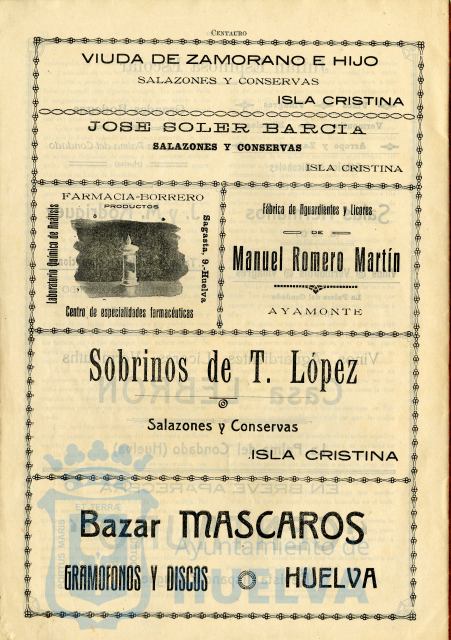 CENTAURO
VIUDA DE ZAMORANO E HIJO
SALAZONES Y CONSERVAS
ISLA CRISTINA
JOSE SOLER BARCIA
SALAZONES Y CONSERVAS
ISLA CRISTINA
FARMACIA-BORRERO
PRODUCTOS
Laboratorio Químico de Análisis
Sagasta, 9.-Huelva
Centro de especialidades farmacéuticas
Fábrica de Aguardientes y Licores
DE
Manuel Romero Martín
AYAMONTE
Sobrinos de T. López
Salazones y Conservas
ISLA CRISTINA
Bazar MASCAROS
GRAMOFONOS Y DISCOS
HUELVA
Ayuntamiento de
HUELVA